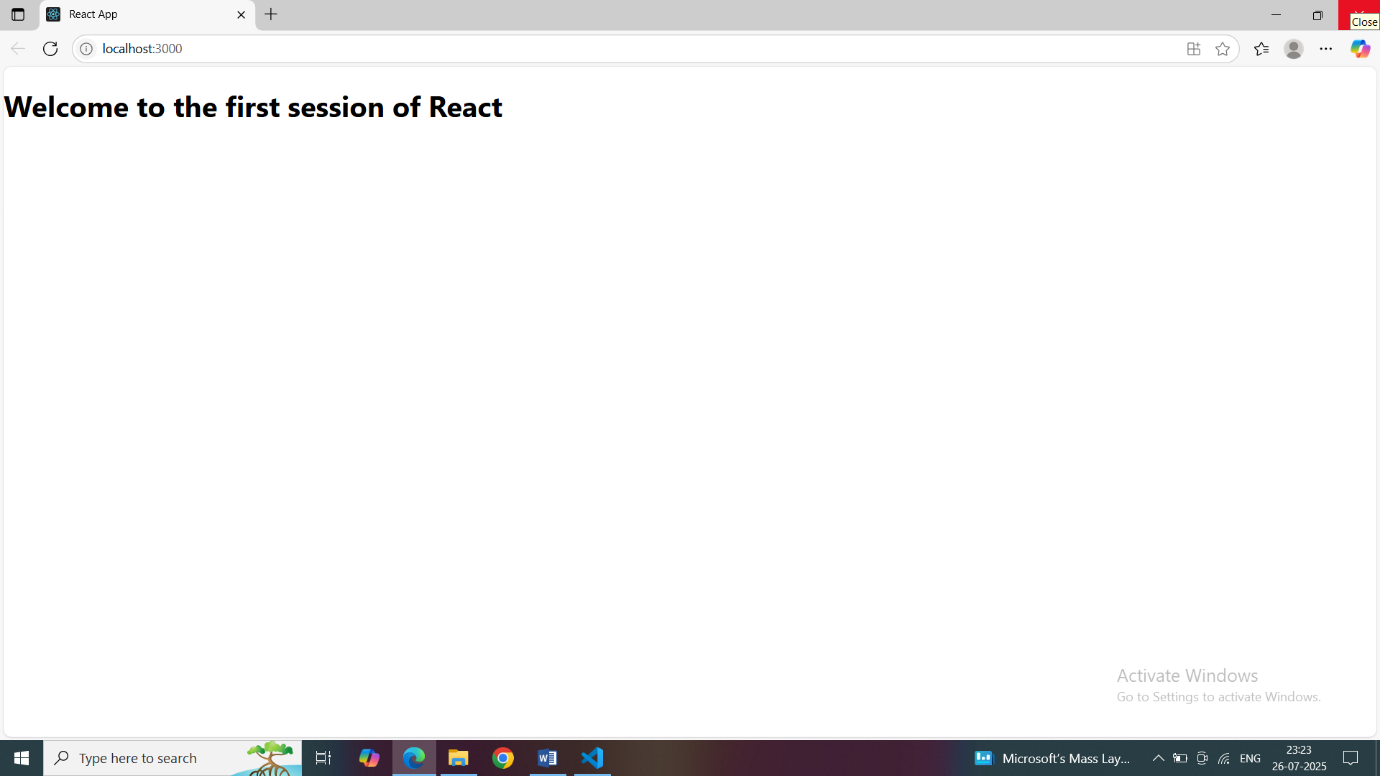 React App
Close
localhost:3000
Welcome to the first session of React
Activate Windows
Go to Settings to activate Windows.
Type here to search
Microsoft's Mass Lay...
ENG
23:23
26-07-2025